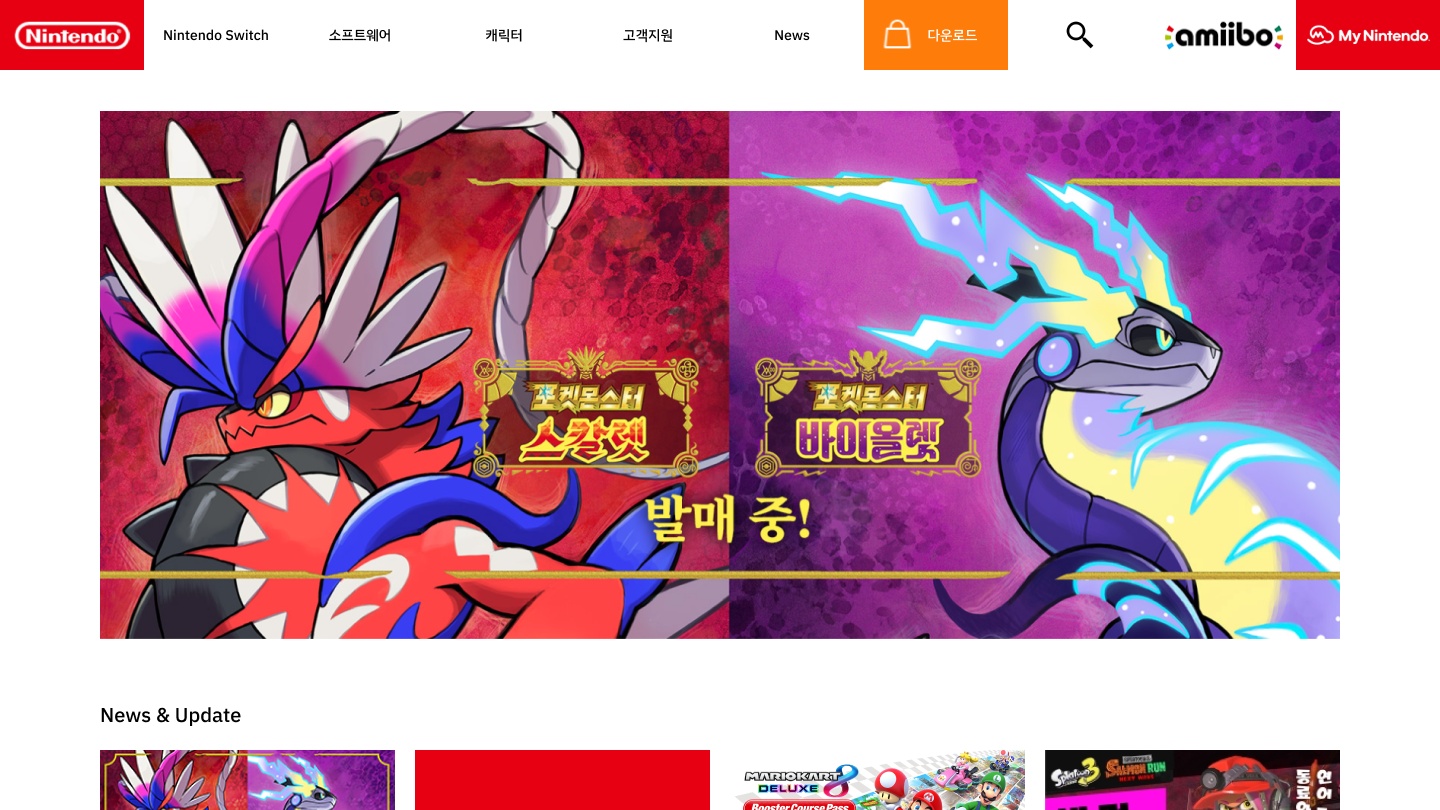 Nintendo
Nintendo Switch
소프트웨어
캐릭터
고객지원
News
다운로드
amiibo
My Nintendo
포켓몬스터
스칼렛
포켓몬스터
바이올렛
발매 중!
News & Update
MARIOKART 8
DELUXE
Booster Course Pass
Splatoon 3
SALMON RUN
NEXT WAVE